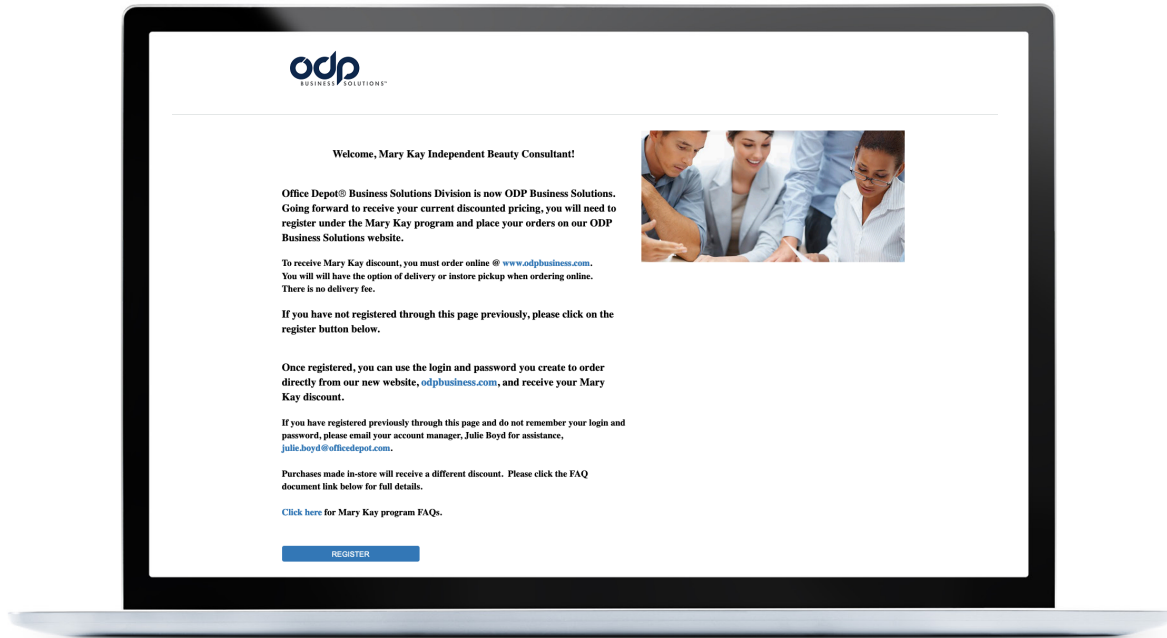 odp
BUSINESS SOLUTIONS™
Welcome, Mary Kay Independent Beauty Consultant!
Office Depot® Business Solutions Division is now ODP Business Solutions.
Going forward to receive your current discounted pricing, you will need to
register under the Mary Kay program and place your orders on our ODP
Business Solutions website.
To receive Mary Kay discount, you must order online @ www.odpbusiness.com.
You will will have the option of delivery or instore pickup when ordering online.
There is no delivery fee.
If you have not registered through this page previously, please click on the
register button below.
Once registered, you can use the login and password you create to order
directly from our new website, odpbusiness.com, and receive your Mary
Kay discount.
If you have registered previously through this page and do not remember your login and
password, please email your account manager, Julie Boyd for assistance,
julie.boyd@officedepot.com.
Purchases made in-store will receive a different discount.  Please click the FAQ
document link below for full details.
Click here for Mary Kay program FAQs.
REGISTER